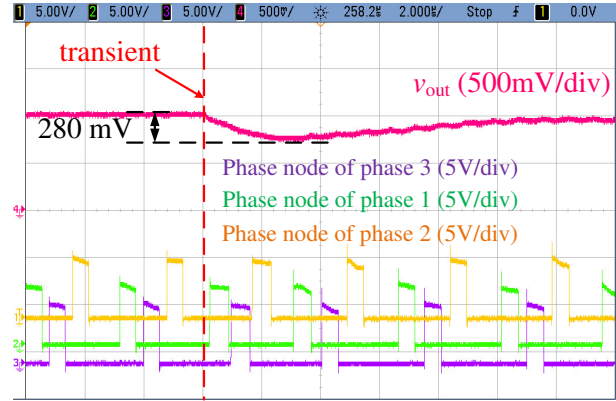 1 5.00V/ 2 5.00V/ 3 5.00V/ 4 500mV/ 258.2µ 2.000µ/ Stop 1 0.0V
transient
vout (500mV/div)
280 mV
Phase node of phase 3 (5V/div)
Phase node of phase 1 (5V/div)
4
Phase node of phase 2 (5V/div)
1
2
3